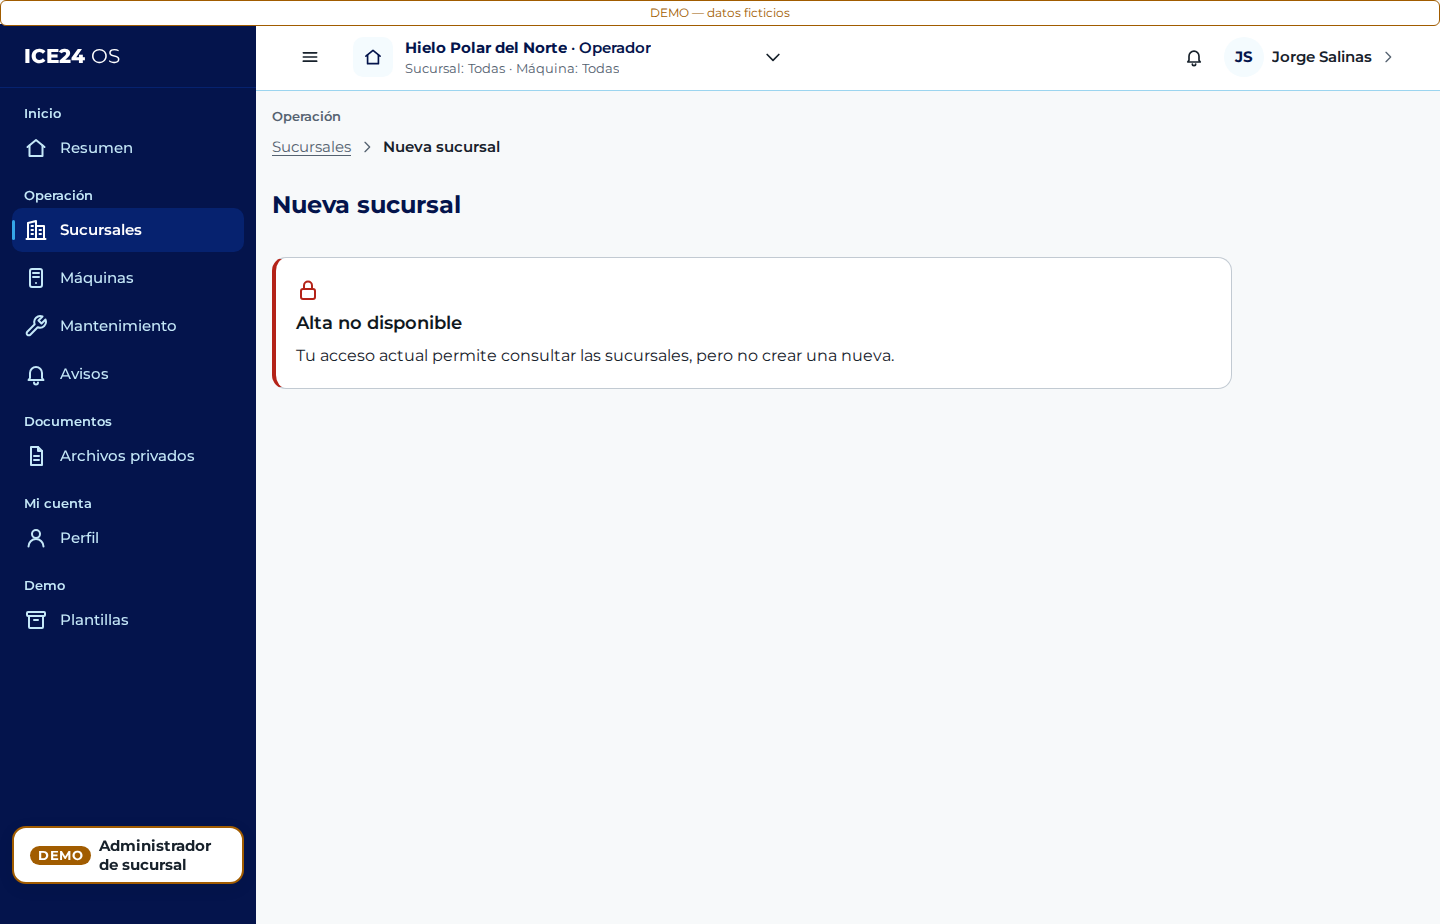 DEMO — datos ficticios
ICE24 OS
Inicio
Resumen
Operación
Sucursales
Máquinas
Mantenimiento
Avisos
Documentos
Archivos privados
Mi cuenta
Perfil
Demo
Plantillas
DEMO Administrador
de sucursal
Hielo Polar del Norte · Operador
Sucursal: Todas · Máquina: Todas
JS Jorge Salinas
Operación
Sucursales > Nueva sucursal
Nueva sucursal
Alta no disponible
Tu acceso actual permite consultar las sucursales, pero no crear una nueva.